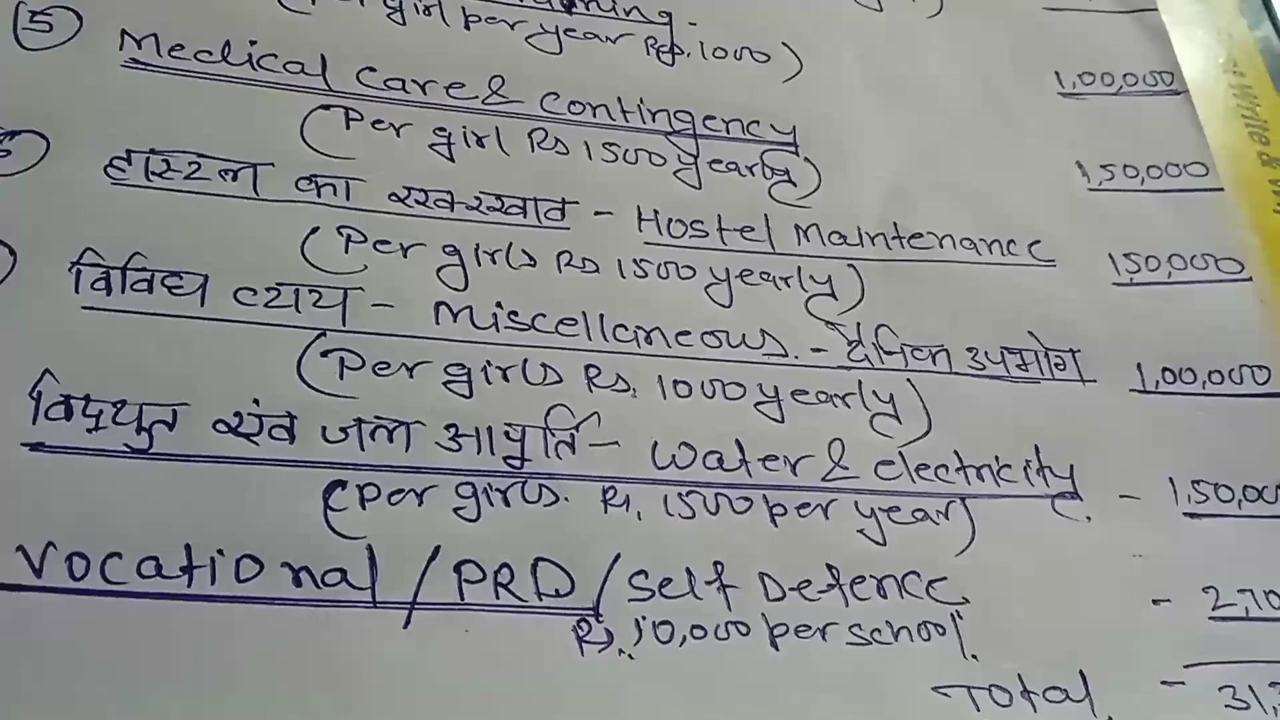 girl per year Rs. 1000)
(5) Medical Care & Contingency 1,00,000
(Per girl Rs 1500 yearly)
हास्टल का रखरखाव - Hostel Maintenance 1,50,000
(Per girls Rs 1500 yearly)
विविध व्यय - Miscellaneous. - दैनिक उपभोग 150,000
(Per girls Rs. 1000 yearly) 1,00,000
विद्युत एंव जल आपूर्ति - Water & electricity
(Per girls. Rs. 1500 per year) - 1,50,00
Vocational / PRD / Self Defence - 2,70
Rs. 10,000 per school.
Total - 31,